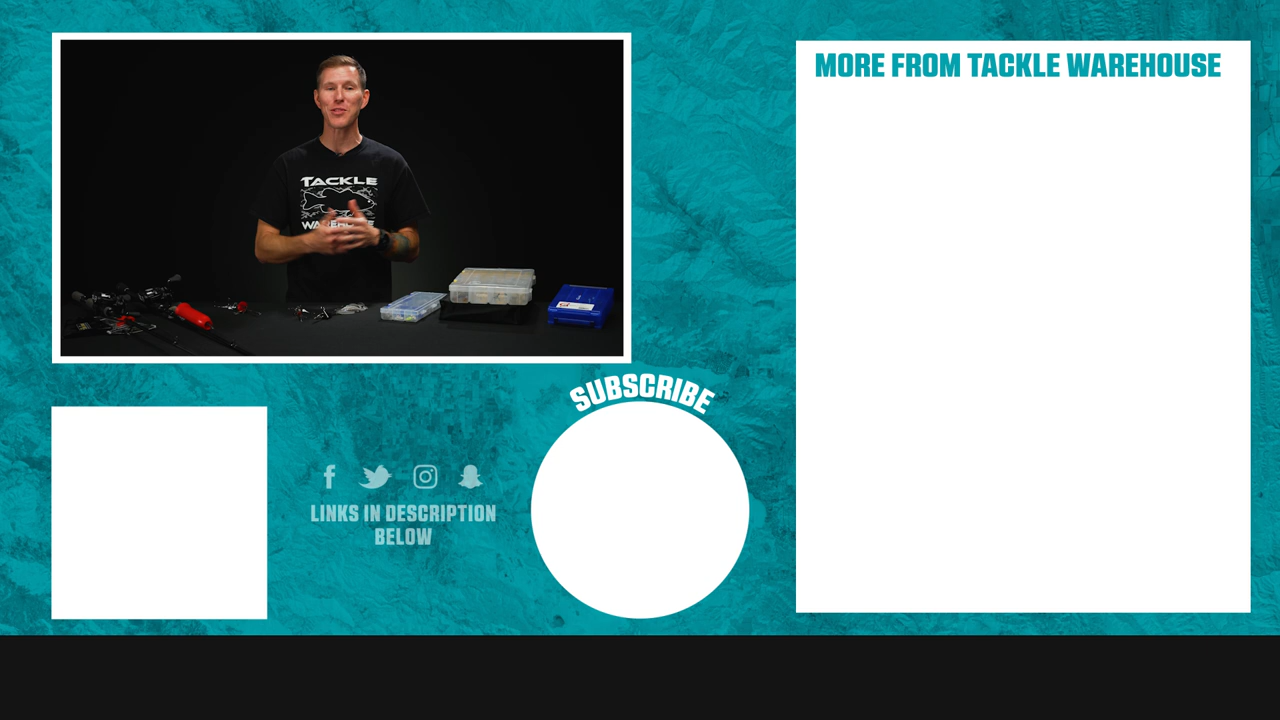 MORE FROM TACKLE WAREHOUSE
TACKLE
SUBSCRIBE
LINKS IN DESCRIPTION
BELOW